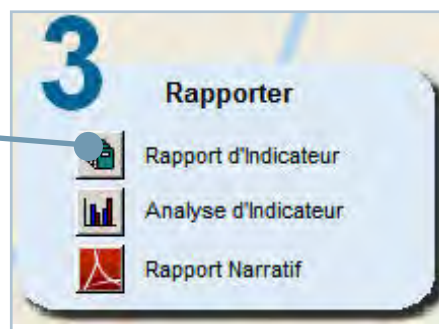 3
Rapporter
Rapport d'Indicateur
Analyse d'Indicateur
Rapport Narratif